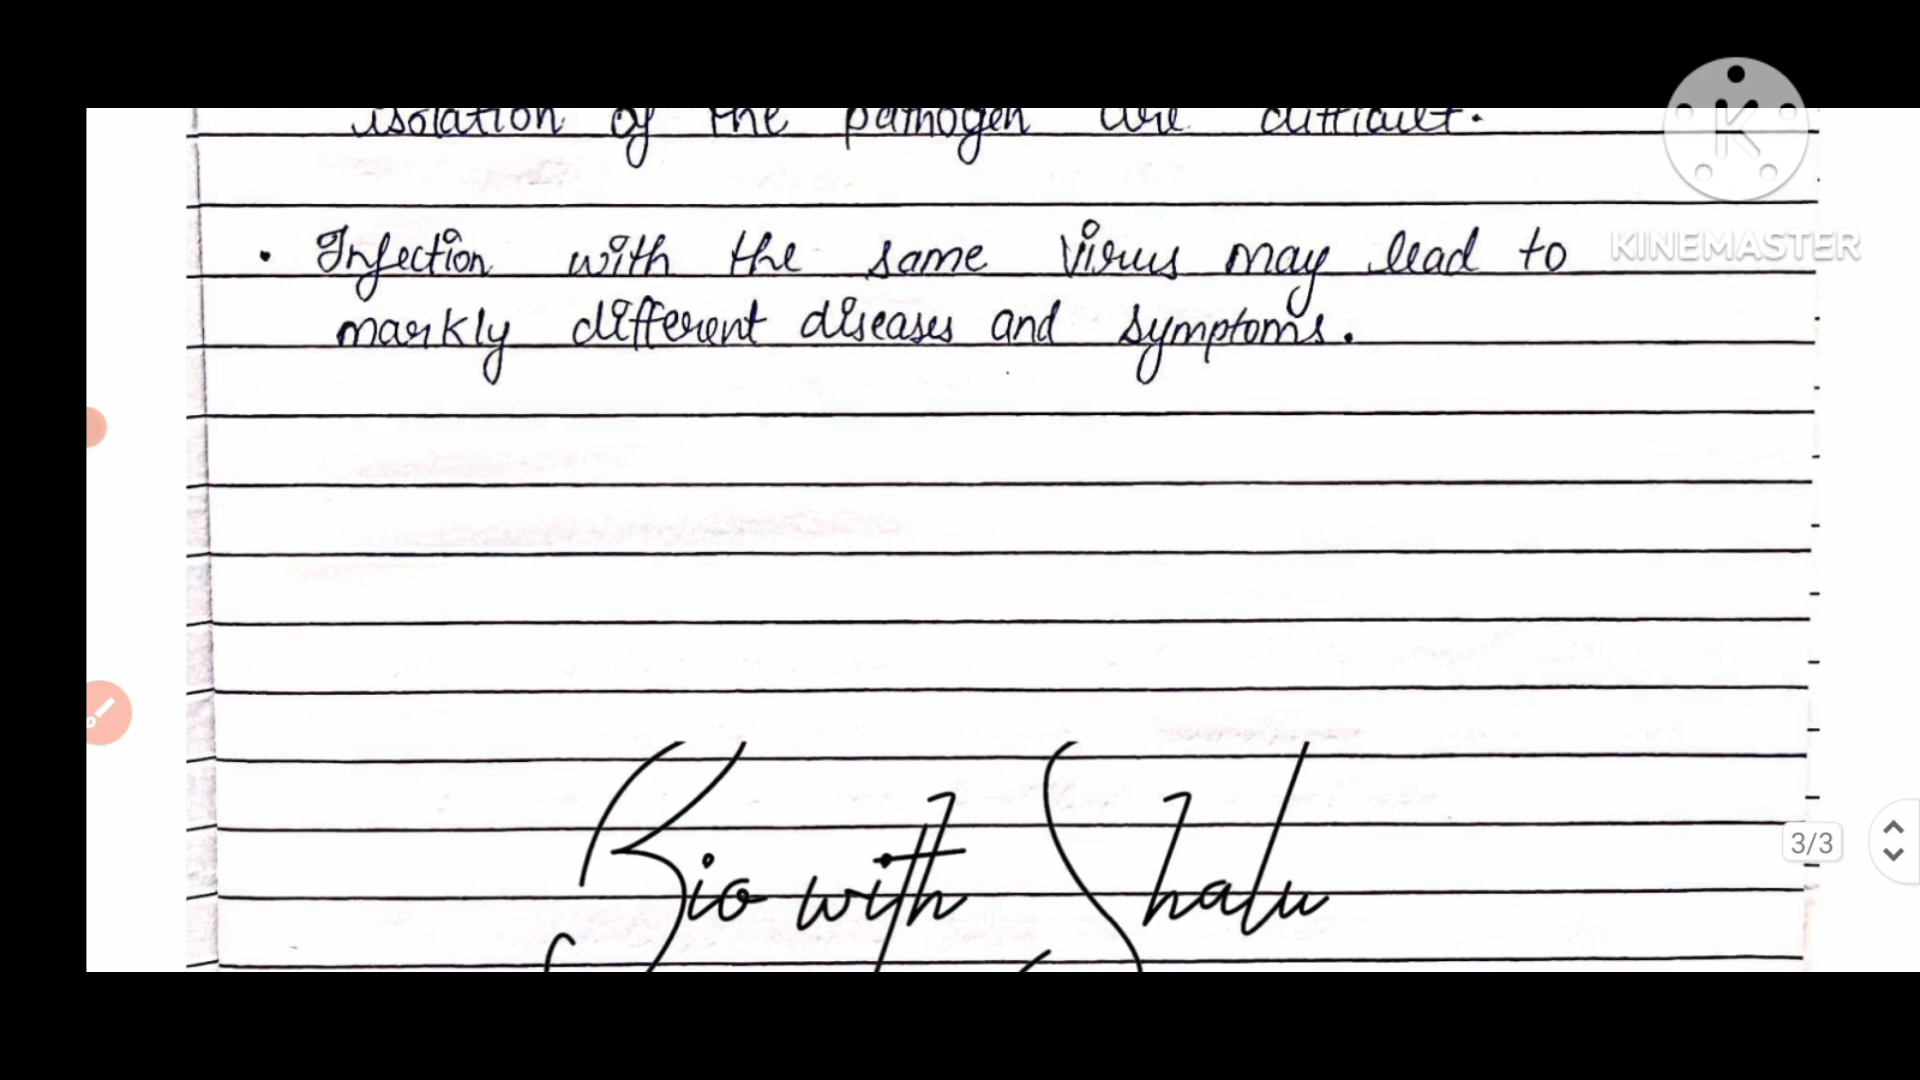 isolation of the pathogen are difficult.
• Infection with the same Virus may lead to
markly different diseases and symptoms.
KINEMASTER
3/3
Bio with Shalu